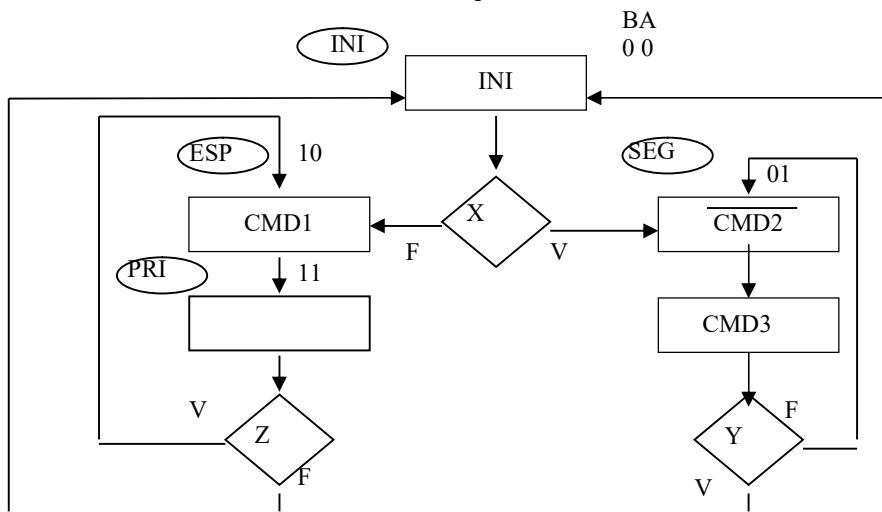 BA
INI
0 0
INI
ESP
10
SEG
01
CMD1
X
CMD2
F
V
PRI
11
CMD3
V
F
Z
Y
F
V